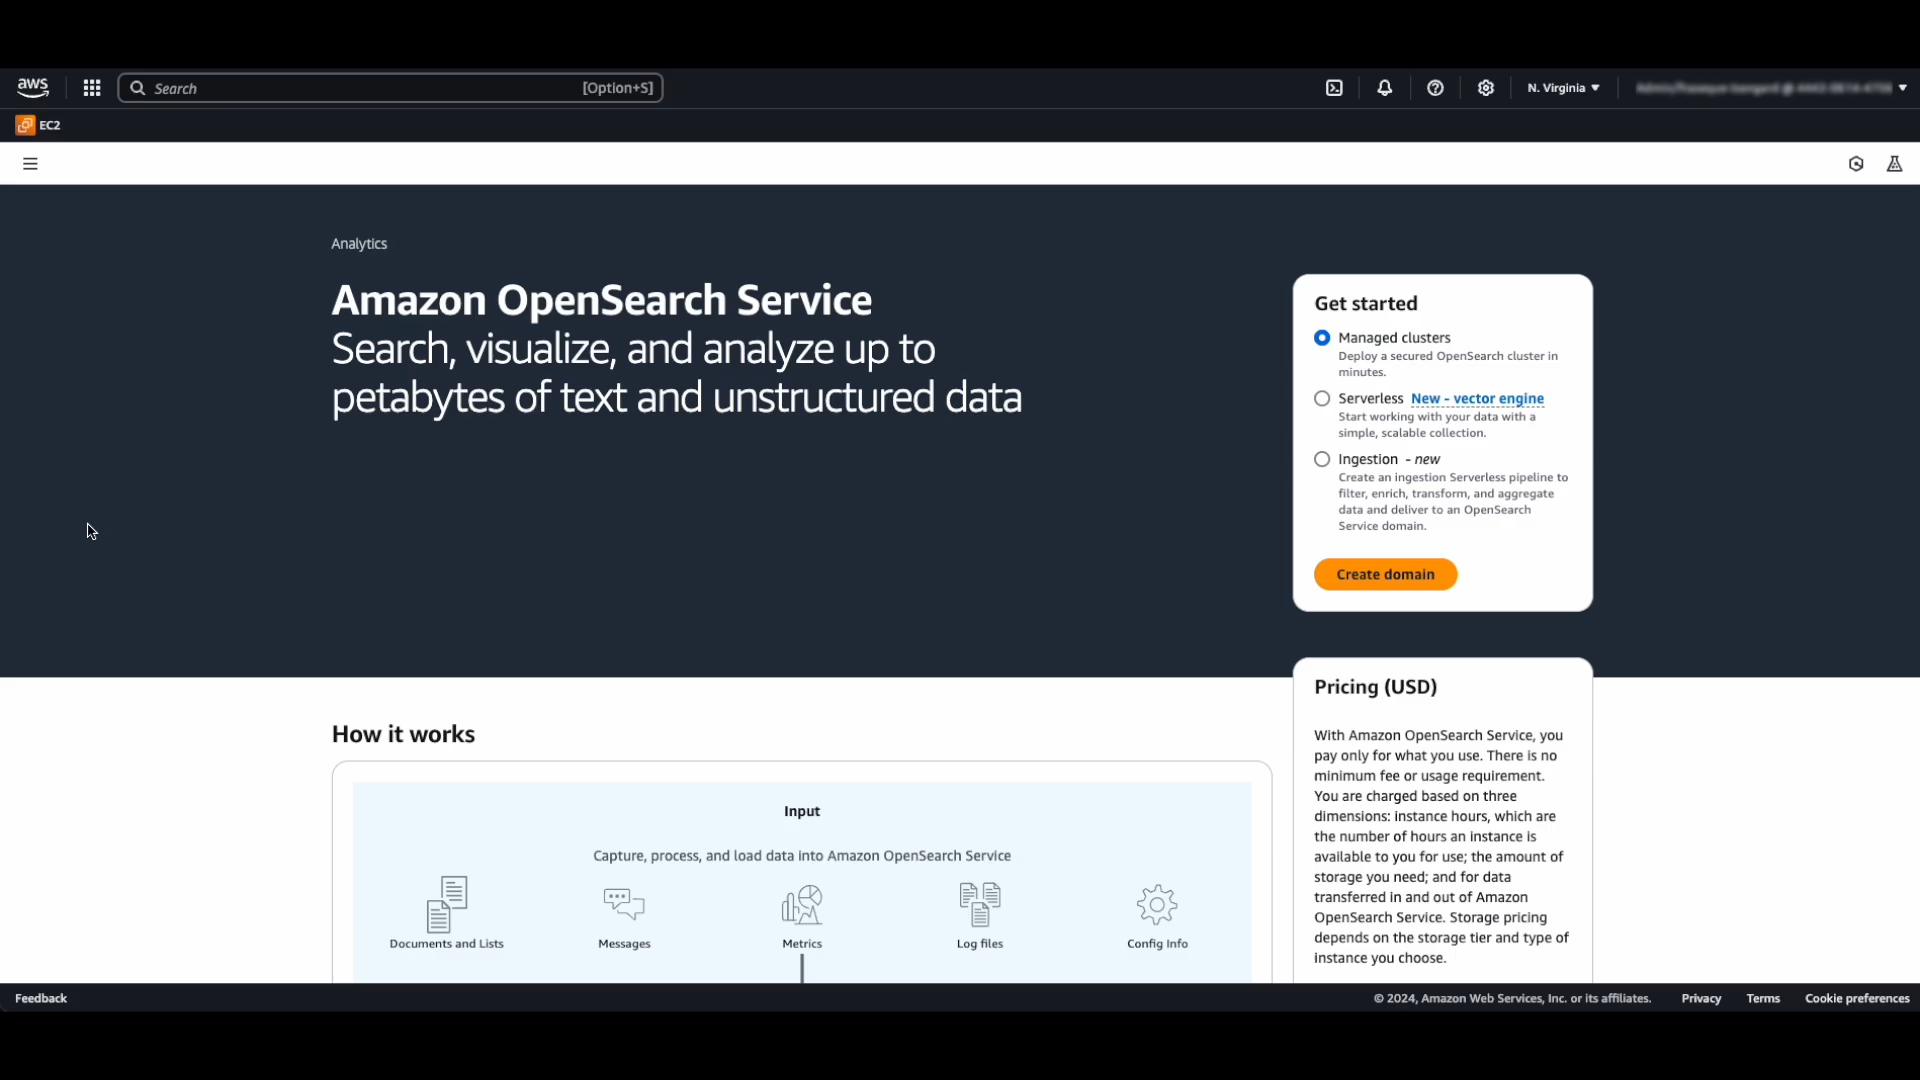 aws
Search
[Option+S]
N. Virginia
EC2
Analytics
Amazon OpenSearch Service
Search, visualize, and analyze up to
petabytes of text and unstructured data
Get started
Managed clusters
Deploy a secured OpenSearch cluster in
minutes.
Serverless New - vector engine
Start working with your data with a
simple, scalable collection.
Ingestion - new
Create an ingestion Serverless pipeline to
filter, enrich, transform, and aggregate
data and deliver to an OpenSearch
Service domain.
Create domain
How it works
Input
Capture, process, and load data into Amazon OpenSearch Service
Documents and Lists
Messages
Metrics
Log files
Config Info
Pricing (USD)
With Amazon OpenSearch Service, you
pay only for what you use. There is no
minimum fee or usage requirement.
You are charged based on three
dimensions: instance hours, which are
the number of hours an instance is
available to you for use; the amount of
storage you need; and for data
transferred in and out of Amazon
OpenSearch Service. Storage pricing
depends on the storage tier and type of
instance you choose.
Feedback
© 2024, Amazon Web Services, Inc. or its affiliates.
Privacy
Terms
Cookie preferences